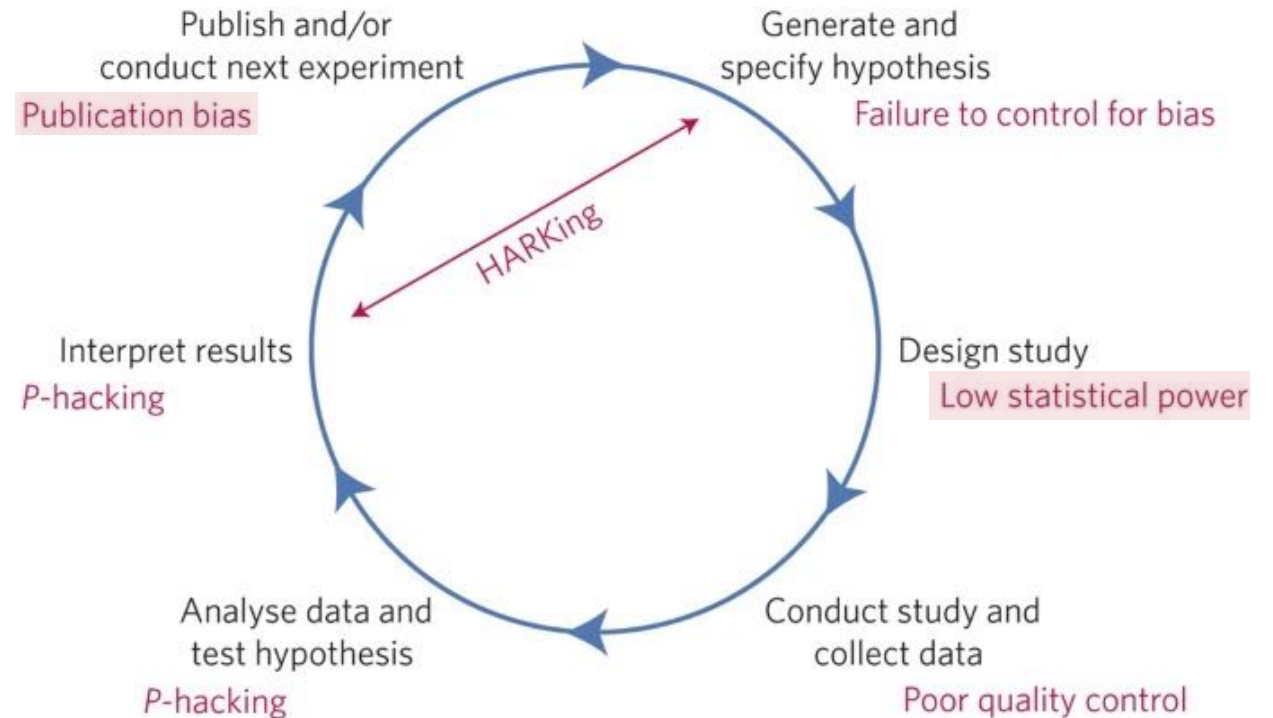 Publish and/or
conduct next experiment
Publication bias
Generate and
specify hypothesis
Failure to control for bias
HARKing
Interpret results
P-hacking
Design study
Low statistical power
Analyse data and
test hypothesis
P-hacking
Conduct study and
collect data
Poor quality control